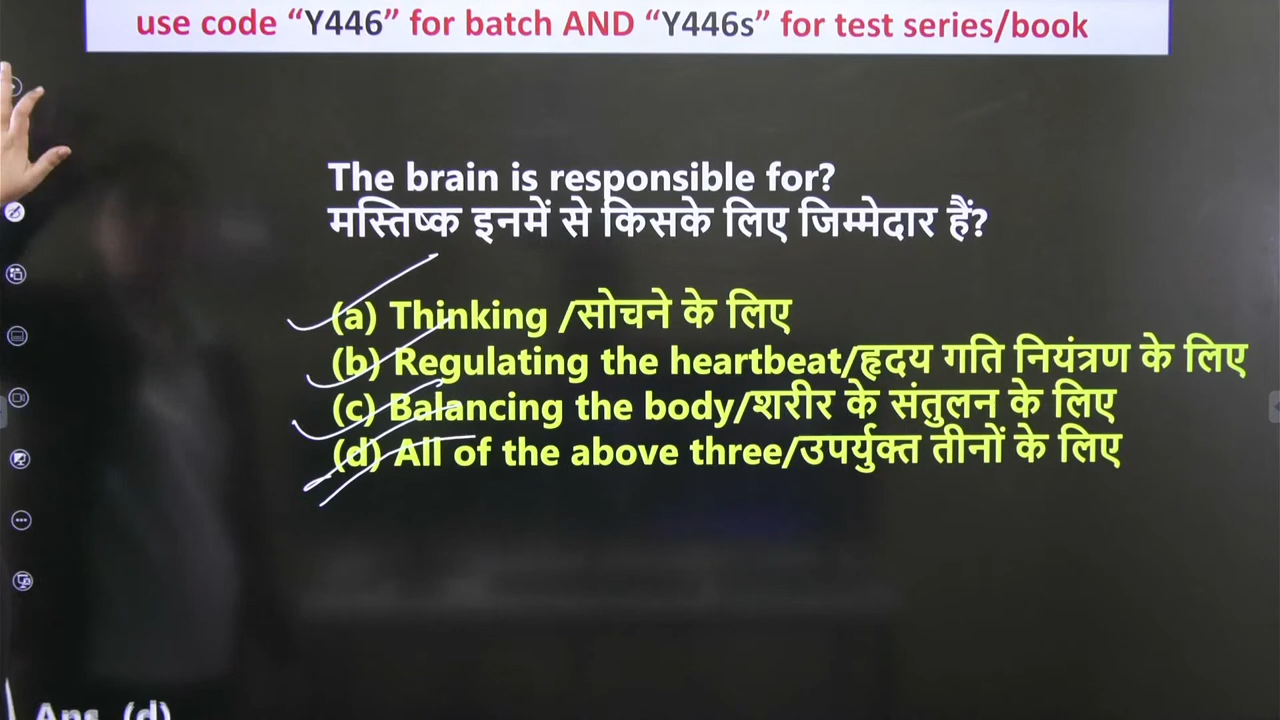 use code “Y446” for batch AND “Y446s” for test series/book
The brain is responsible for?
मस्तिष्क इनमें से किसके लिए जिम्मेदार हैं?
(a) Thinking /सोचने के लिए
(b) Regulating the heartbeat/हृदय गति नियंत्रण के लिए
(c) Balancing the body/शरीर के संतुलन के लिए
(d) All of the above three/उपर्युक्त तीनों के लिए
Ans. (d)